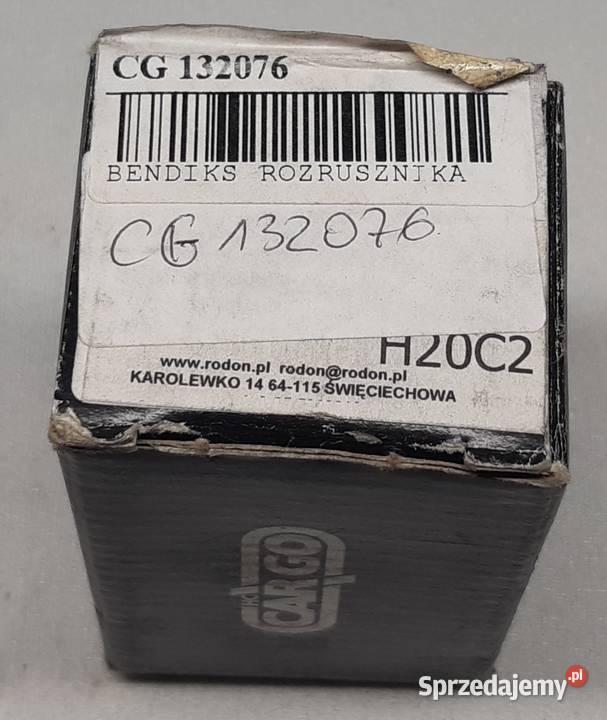 CG 132076
BENDIKS ROZRUSZNIKA
CG 132076
H20C2
www.rodon.pl rodon@rodon.pl
KAROLEWKO 14 64-115 ŚWIĘCIECHOWA
HC
CARGO
Sprzedajemy.pl